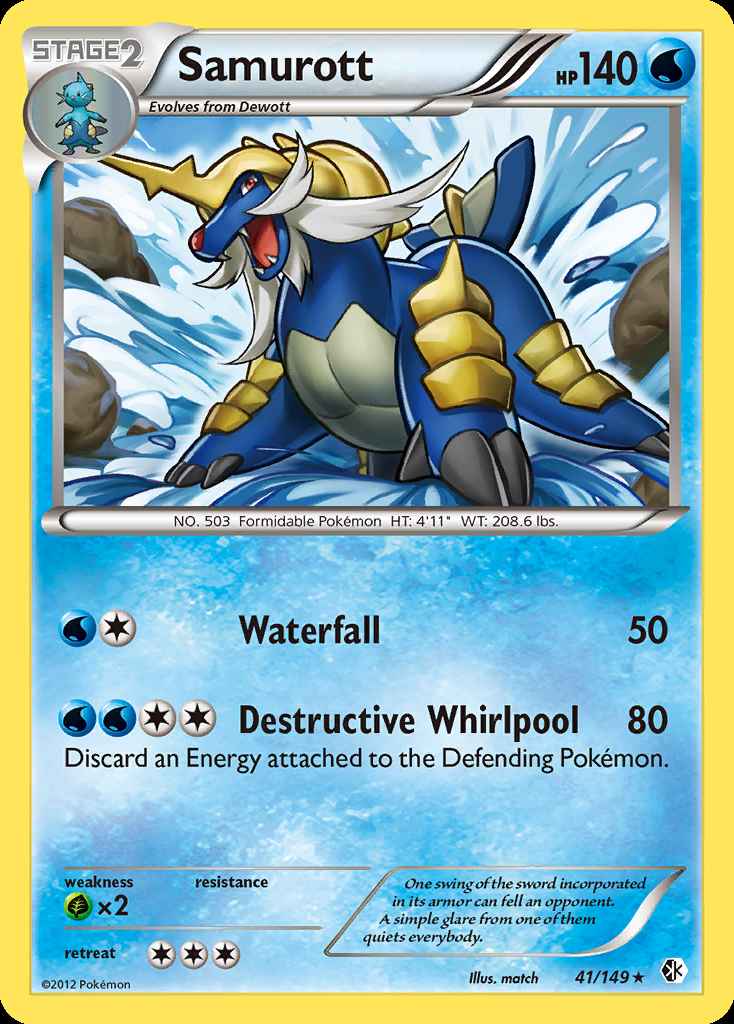 STAGE2
Samurott
HP140
Evolves from Dewott
NO. 503 Formidable Pokémon HT: 4'11" WT: 208.6 lbs.
Waterfall 50
Destructive Whirlpool 80
Discard an Energy attached to the Defending Pokémon.
weakness resistance
×2
retreat
One swing of the sword incorporated
in its armor can fell an opponent.
A simple glare from one of them
quiets everybody.
©2012 Pokémon
Illus. match 41/149★